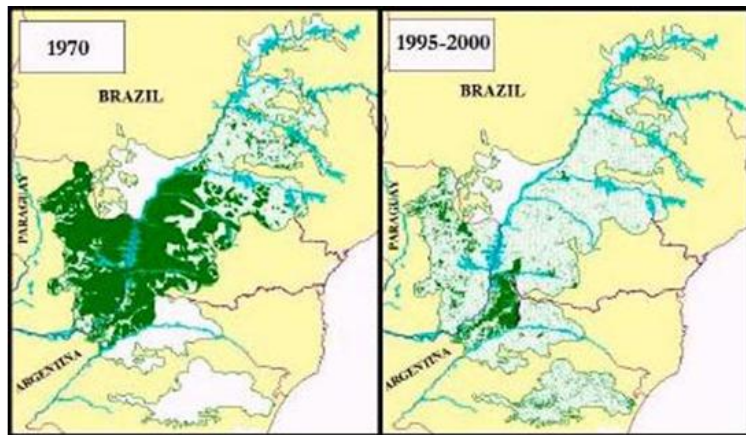 1970
BRAZIL
PARAGUAY
ARGENTINA
1995-2000
BRAZIL
PARAGUAY
ARGENTINA